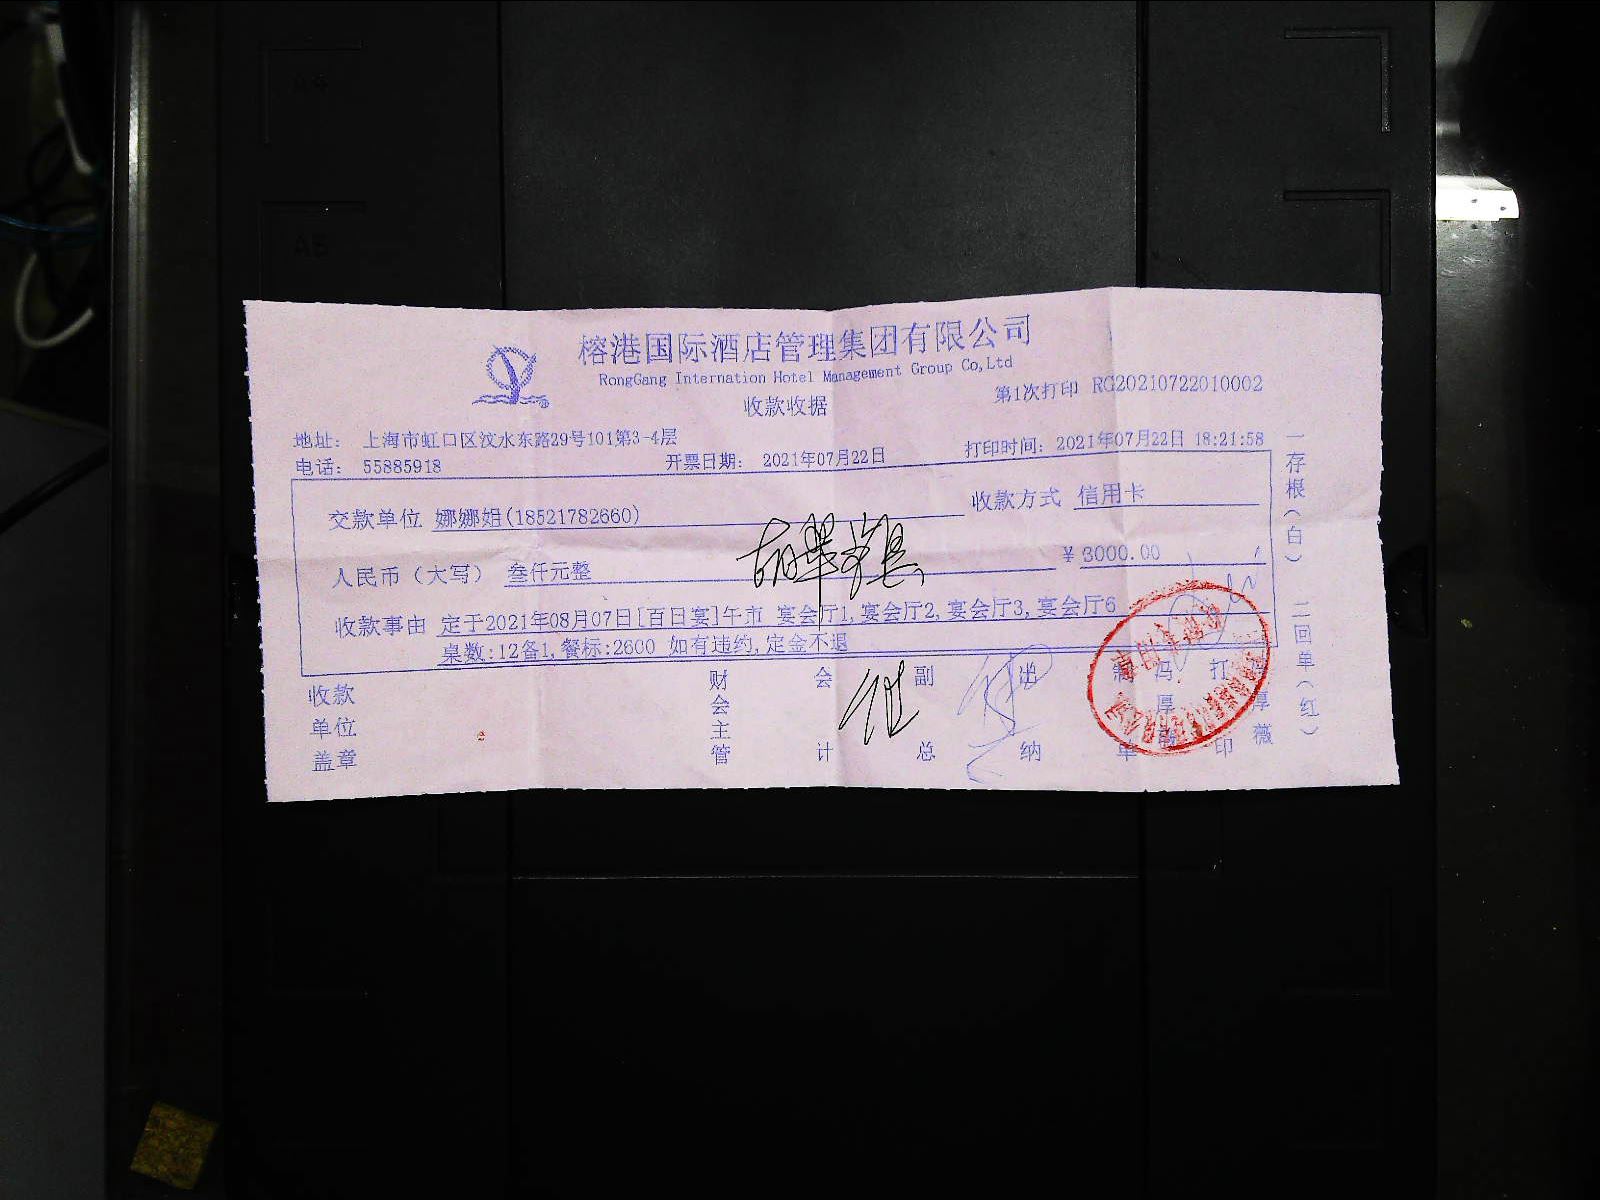 榕港国际酒店管理集团有限公司
RongGang Internation Hotel Management Group Co,Ltd
收款收据
第1次打印 RG20210722010002
地址: 上海市虹口区汶水东路29号101第3-4层
电话: 55885918
开票日期: 2021年07月22日
打印时间: 2021年07月22日 18:21:58
交款单位 娜娜姐(18521782660)
收款方式 信用卡
人民币(大写) 叁仟元整
¥ 3000.00
收款事由 定于2021年08月07日[百日宴]午市 宴会厅1,宴会厅2,宴会厅3,宴会厅6
桌数:12备1,餐标:2600 如有违约,定金不退
收款单位盖章
财会主管
会计
副总
出纳
制单
冯厚
打印
厚薇
一存根(白)
二回单(红)
A5